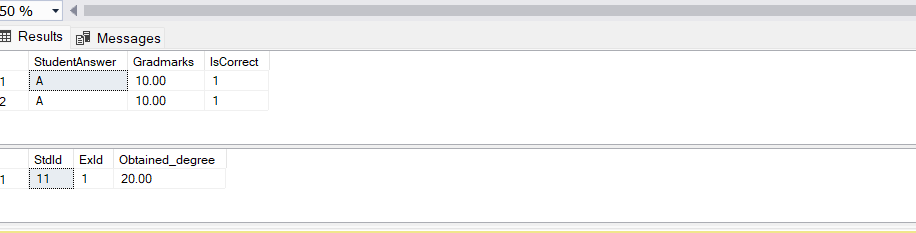 50 %
Results Messages
StudentAnswer Gradmarks IsCorrect
1 A 10.00 1
2 A 10.00 1
StdId ExId Obtained_degree
1 11 1 20.00